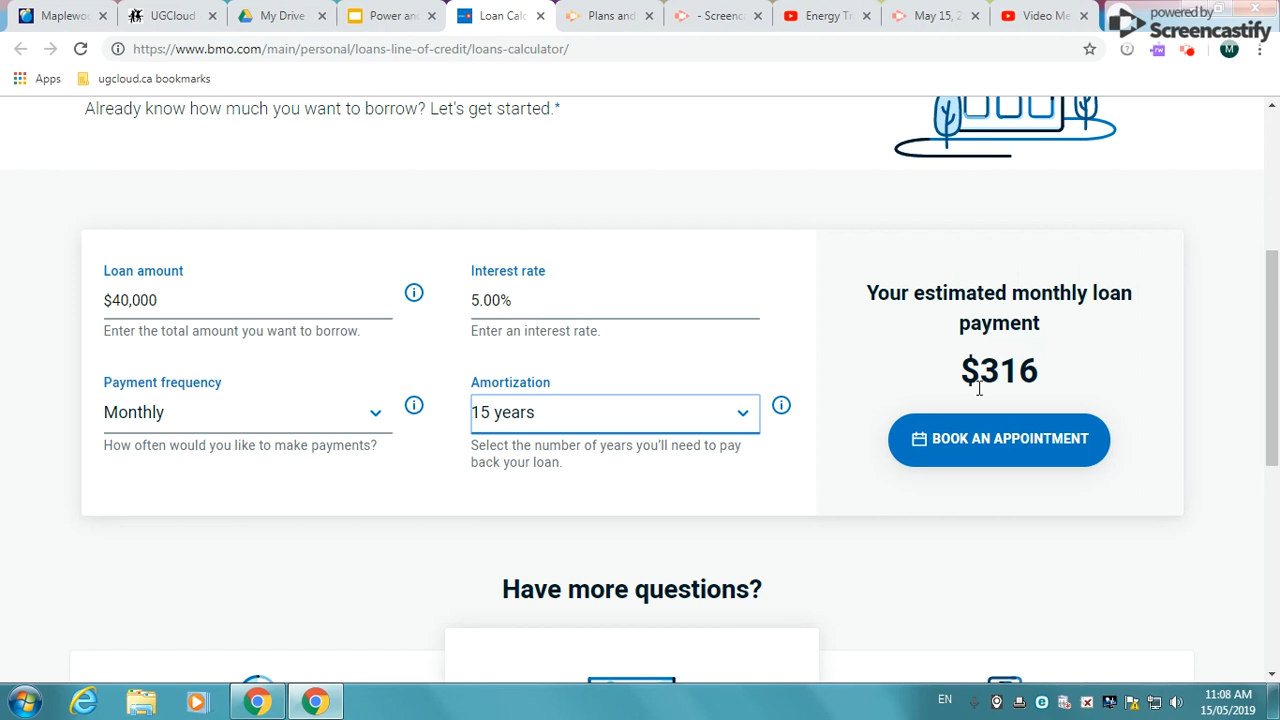 Maplewo
UGCloud
My Drive
Power an
Loan Calc
Plans and
- Screenc
Energy Tr
May 15, 2
Video Me
powered by
Screencastify
https://www.bmo.com/main/personal/loans-line-of-credit/loans-calculator/
M
Apps
ugcloud.ca bookmarks
Already know how much you want to borrow? Let's get started.*
Loan amount
$40,000
Enter the total amount you want to borrow.
Interest rate
5.00%
Enter an interest rate.
Payment frequency
Monthly
How often would you like to make payments?
Amortization
15 years
Select the number of years you'll need to pay
back your loan.
Your estimated monthly loan
payment
$316
BOOK AN APPOINTMENT
Have more questions?
EN
11:08 AM
15/05/2019